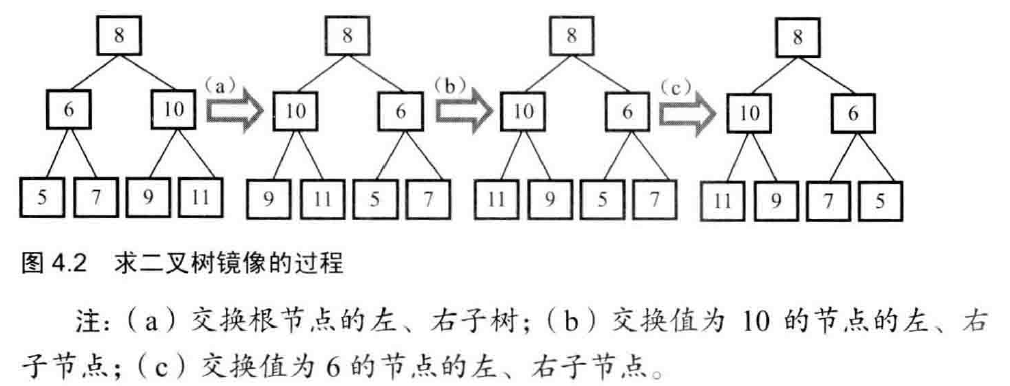 8 8 8 8
(a) (b) (c)
6 10 10 6 10 6 10 6
5 7 9 11 9 11 5 7 11 9 5 7 11 9 7 5
图 4.2 求二叉树镜像的过程
注:(a)交换根节点的左、右子树;(b)交换值为 10 的节点的左、右
子节点;(c)交换值为 6 的节点的左、右子节点。